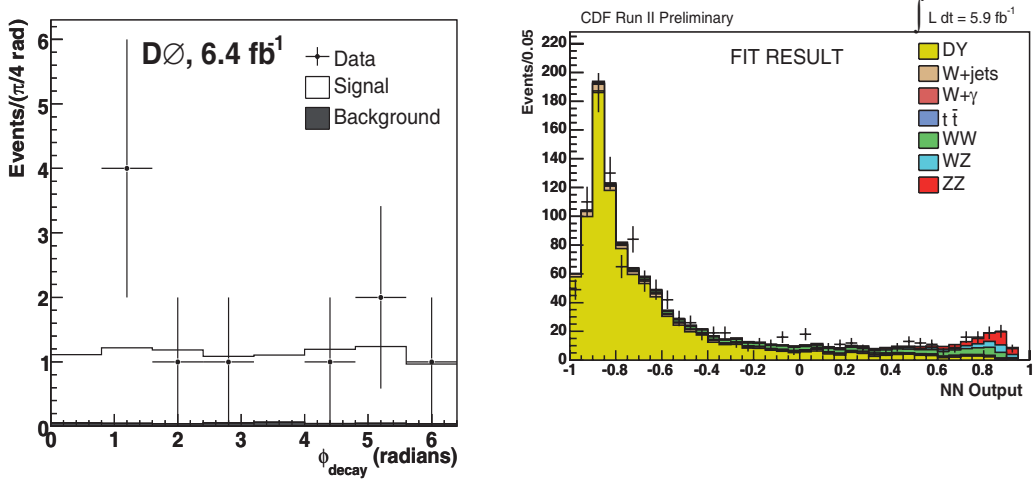 DØ, 6.4 fb⁻¹
Data
Signal
Background
Events/(π/4 rad)
6
5
4
3
2
1
0
0 1 2 3 4 5 6
ϕdecay (radians)
CDF Run II Preliminary
∫ L dt = 5.9 fb⁻¹
FIT RESULT
DY
W+jets
W+γ
t t̄
WW
WZ
ZZ
Events/0.05
220
200
180
160
140
120
100
80
60
40
20
0
-1 -0.8 -0.6 -0.4 -0.2 0 0.2 0.4 0.6 0.8 1
NN Output